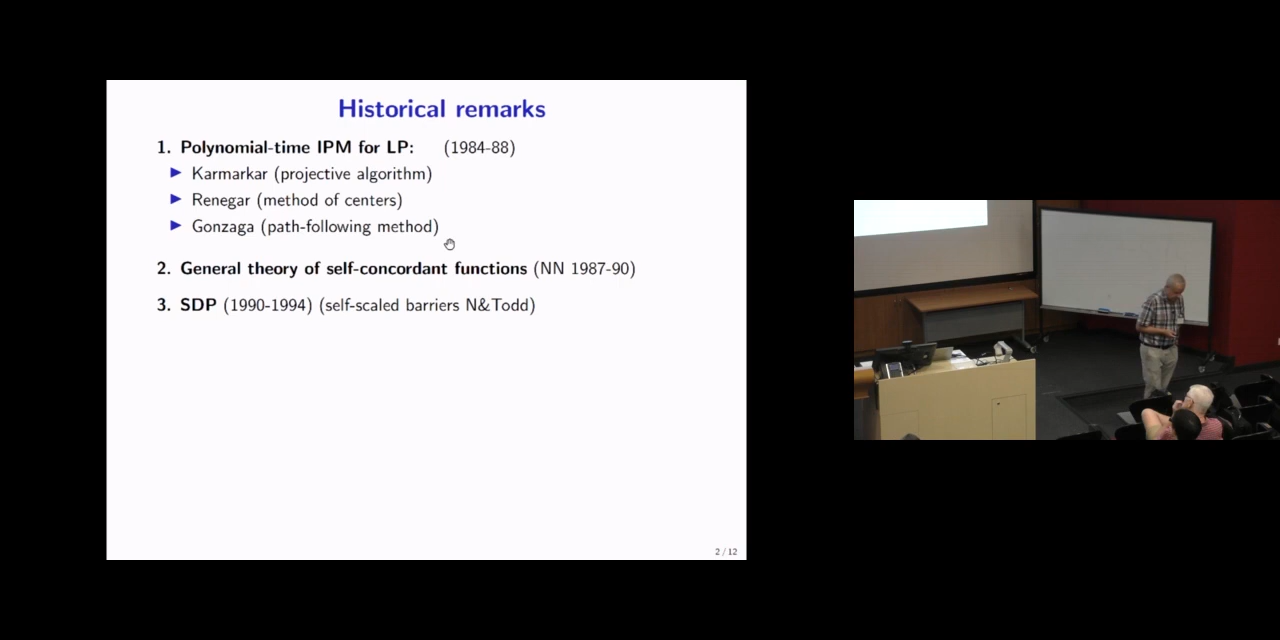 Historical remarks
1. Polynomial-time IPM for LP: (1984-88)
▶ Karmarkar (projective algorithm)
▶ Renegar (method of centers)
▶ Gonzaga (path-following method)
2. General theory of self-concordant functions (NN 1987-90)
3. SDP (1990-1994) (self-scaled barriers N&Todd)
2 / 12